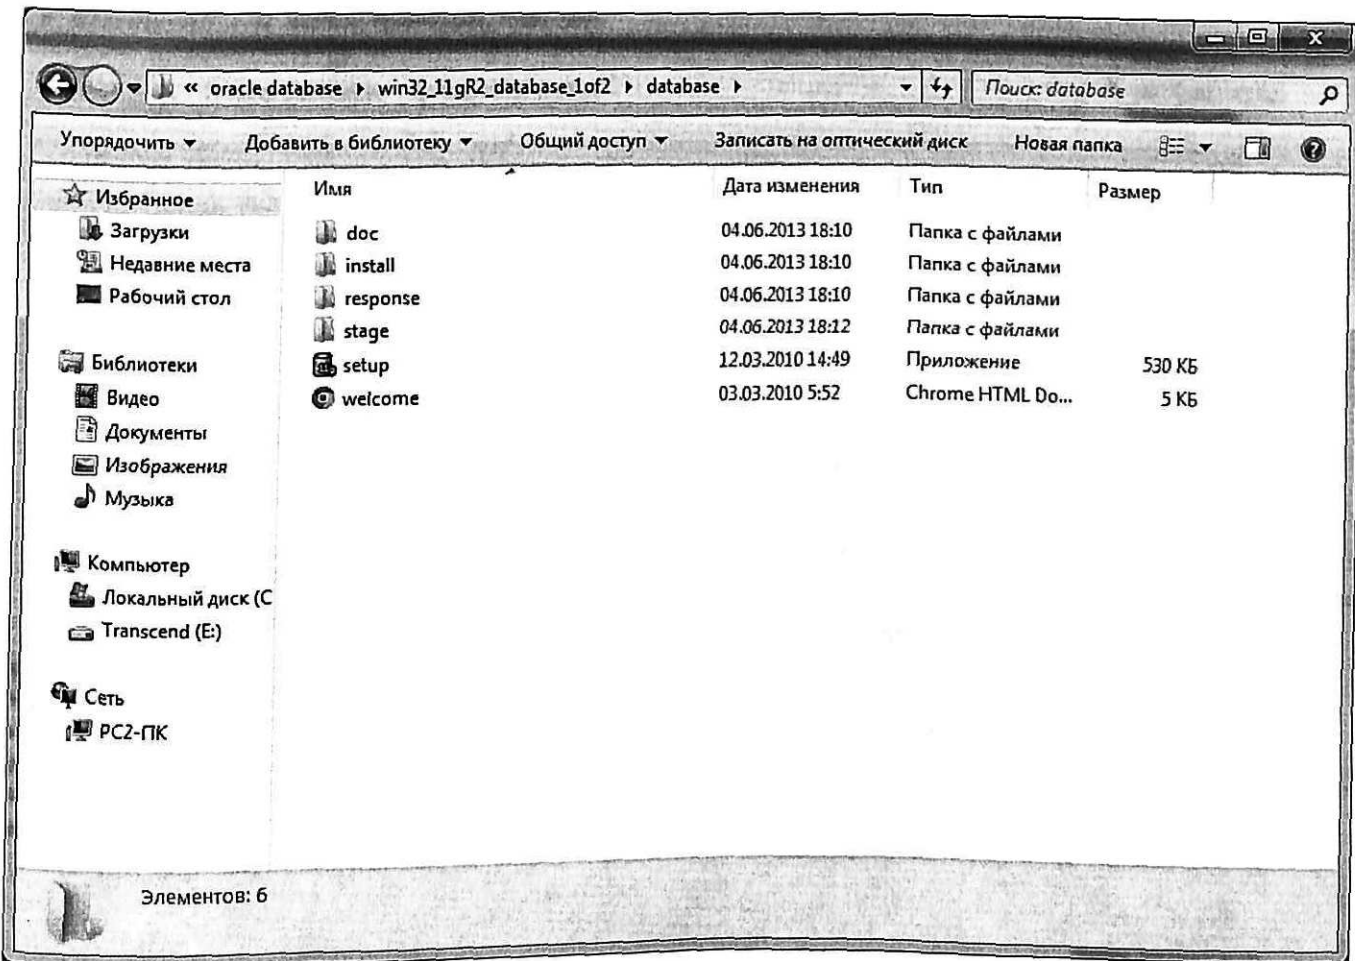 « oracle database ▸ win32_11gR2_database_1of2 ▸ database ▸ Поиск: database
Упорядочить ▾ Добавить в библиотеку ▾ Общий доступ ▾ Записать на оптический диск Новая папка
Имя Дата изменения Тип Размер
Избранное
Загрузки
Недавние места
Рабочий стол
Библиотеки
Видео
Документы
Изображения
Музыка
Компьютер
Локальный диск (C
Transcend (E:)
Сеть
PC2-ПК
doc 04.06.2013 18:10 Папка с файлами
install 04.06.2013 18:10 Папка с файлами
response 04.06.2013 18:10 Папка с файлами
stage 04.06.2013 18:12 Папка с файлами
setup 12.03.2010 14:49 Приложение 530 КБ
welcome 03.03.2010 5:52 Chrome HTML Do... 5 КБ
Элементов: 6